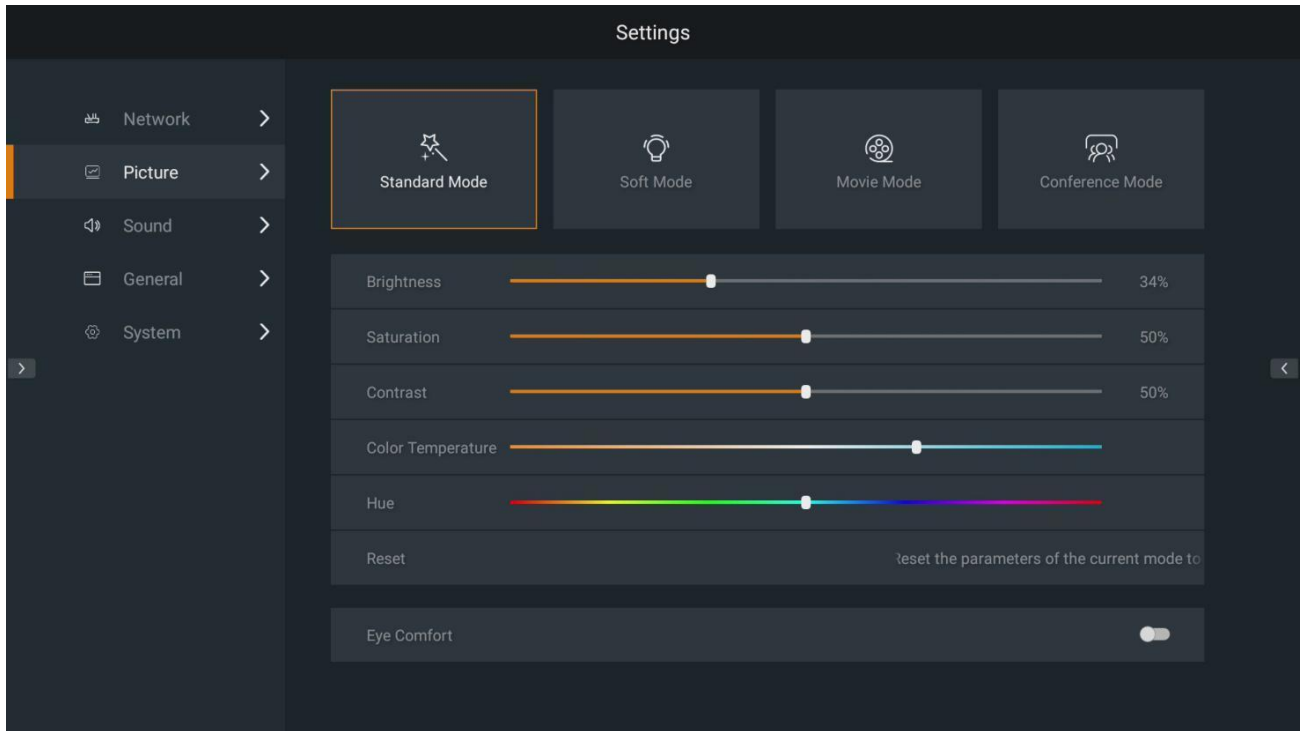 Settings
Network
Picture
Sound
General
System
Standard Mode
Soft Mode
Movie Mode
Conference Mode
Brightness 34%
Saturation 50%
Contrast 50%
Color Temperature
Hue
Reset eset the parameters of the current mode to
Eye Comfort